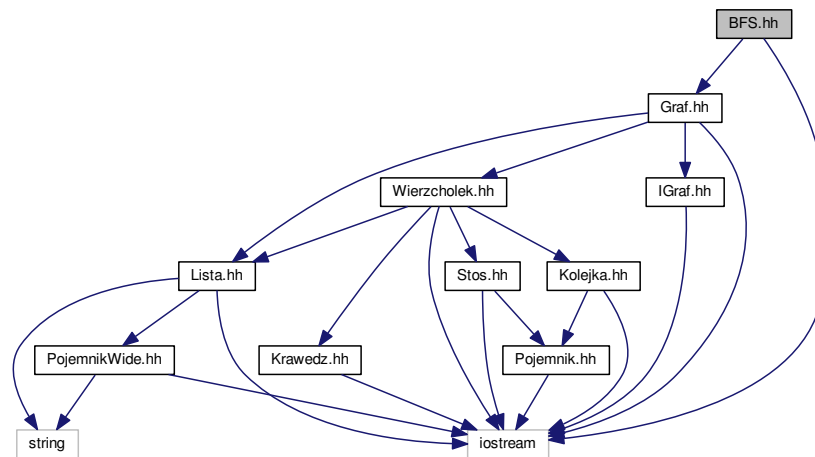 BFS.hh
Graf.hh
Wierzcholek.hh
IGraf.hh
Lista.hh
Stos.hh
Kolejka.hh
PojemnikWide.hh
Krawedz.hh
Pojemnik.hh
string
iostream